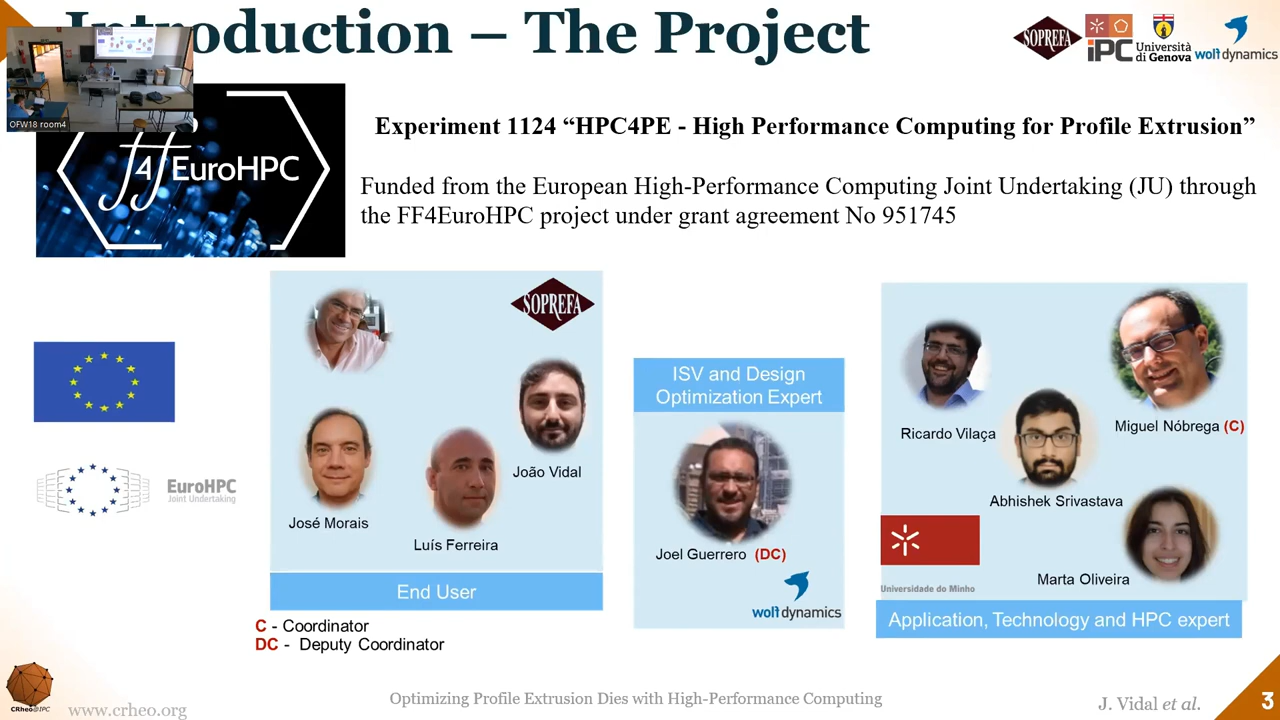 Introduction – The Project
SOPREFA
iPC
Università
di Genova
wolf dynamics
OFW18 room4
FF4EuroHPC
Experiment 1124 “HPC4PE - High Performance Computing for Profile Extrusion”
Funded from the European High-Performance Computing Joint Undertaking (JU) through
the FF4EuroHPC project under grant agreement No 951745
EuroHPC
Joint Undertaking
SOPREFA
João Vidal
José Morais
Luís Ferreira
End User
C - Coordinator
DC - Deputy Coordinator
ISV and Design
Optimization Expert
Joel Guerrero (DC)
wolf dynamics
Ricardo Vilaça
Miguel Nóbrega (C)
Abhishek Srivastava
Marta Oliveira
Universidade do Minho
Application, Technology and HPC expert
CRheo@IPC
www.crheo.org
Optimizing Profile Extrusion Dies with High-Performance Computing
J. Vidal et al.
3